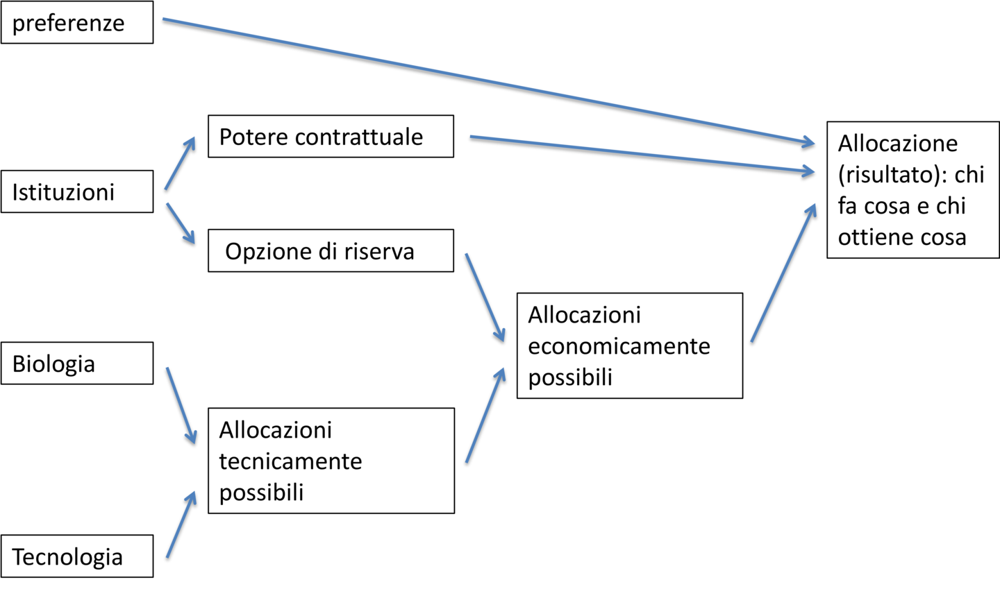 preferenze
Potere contrattuale
Istituzioni
Opzione di riserva
Allocazione
(risultato): chi
fa cosa e chi
ottiene cosa
Biologia
Allocazioni
economicamente
possibili
Allocazioni
tecnicamente
possibili
Tecnologia